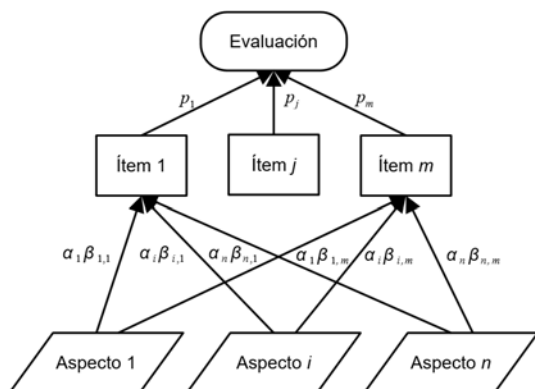 Evaluación
p₁ pⱼ pₘ
Ítem 1 Ítem j Ítem m
α₁β₁,₁ αᵢβᵢ,₁ αₙβₙ,₁ α₁β₁,ₘ αᵢβᵢ,ₘ αₙβₙ,ₘ
Aspecto 1 Aspecto i Aspecto n